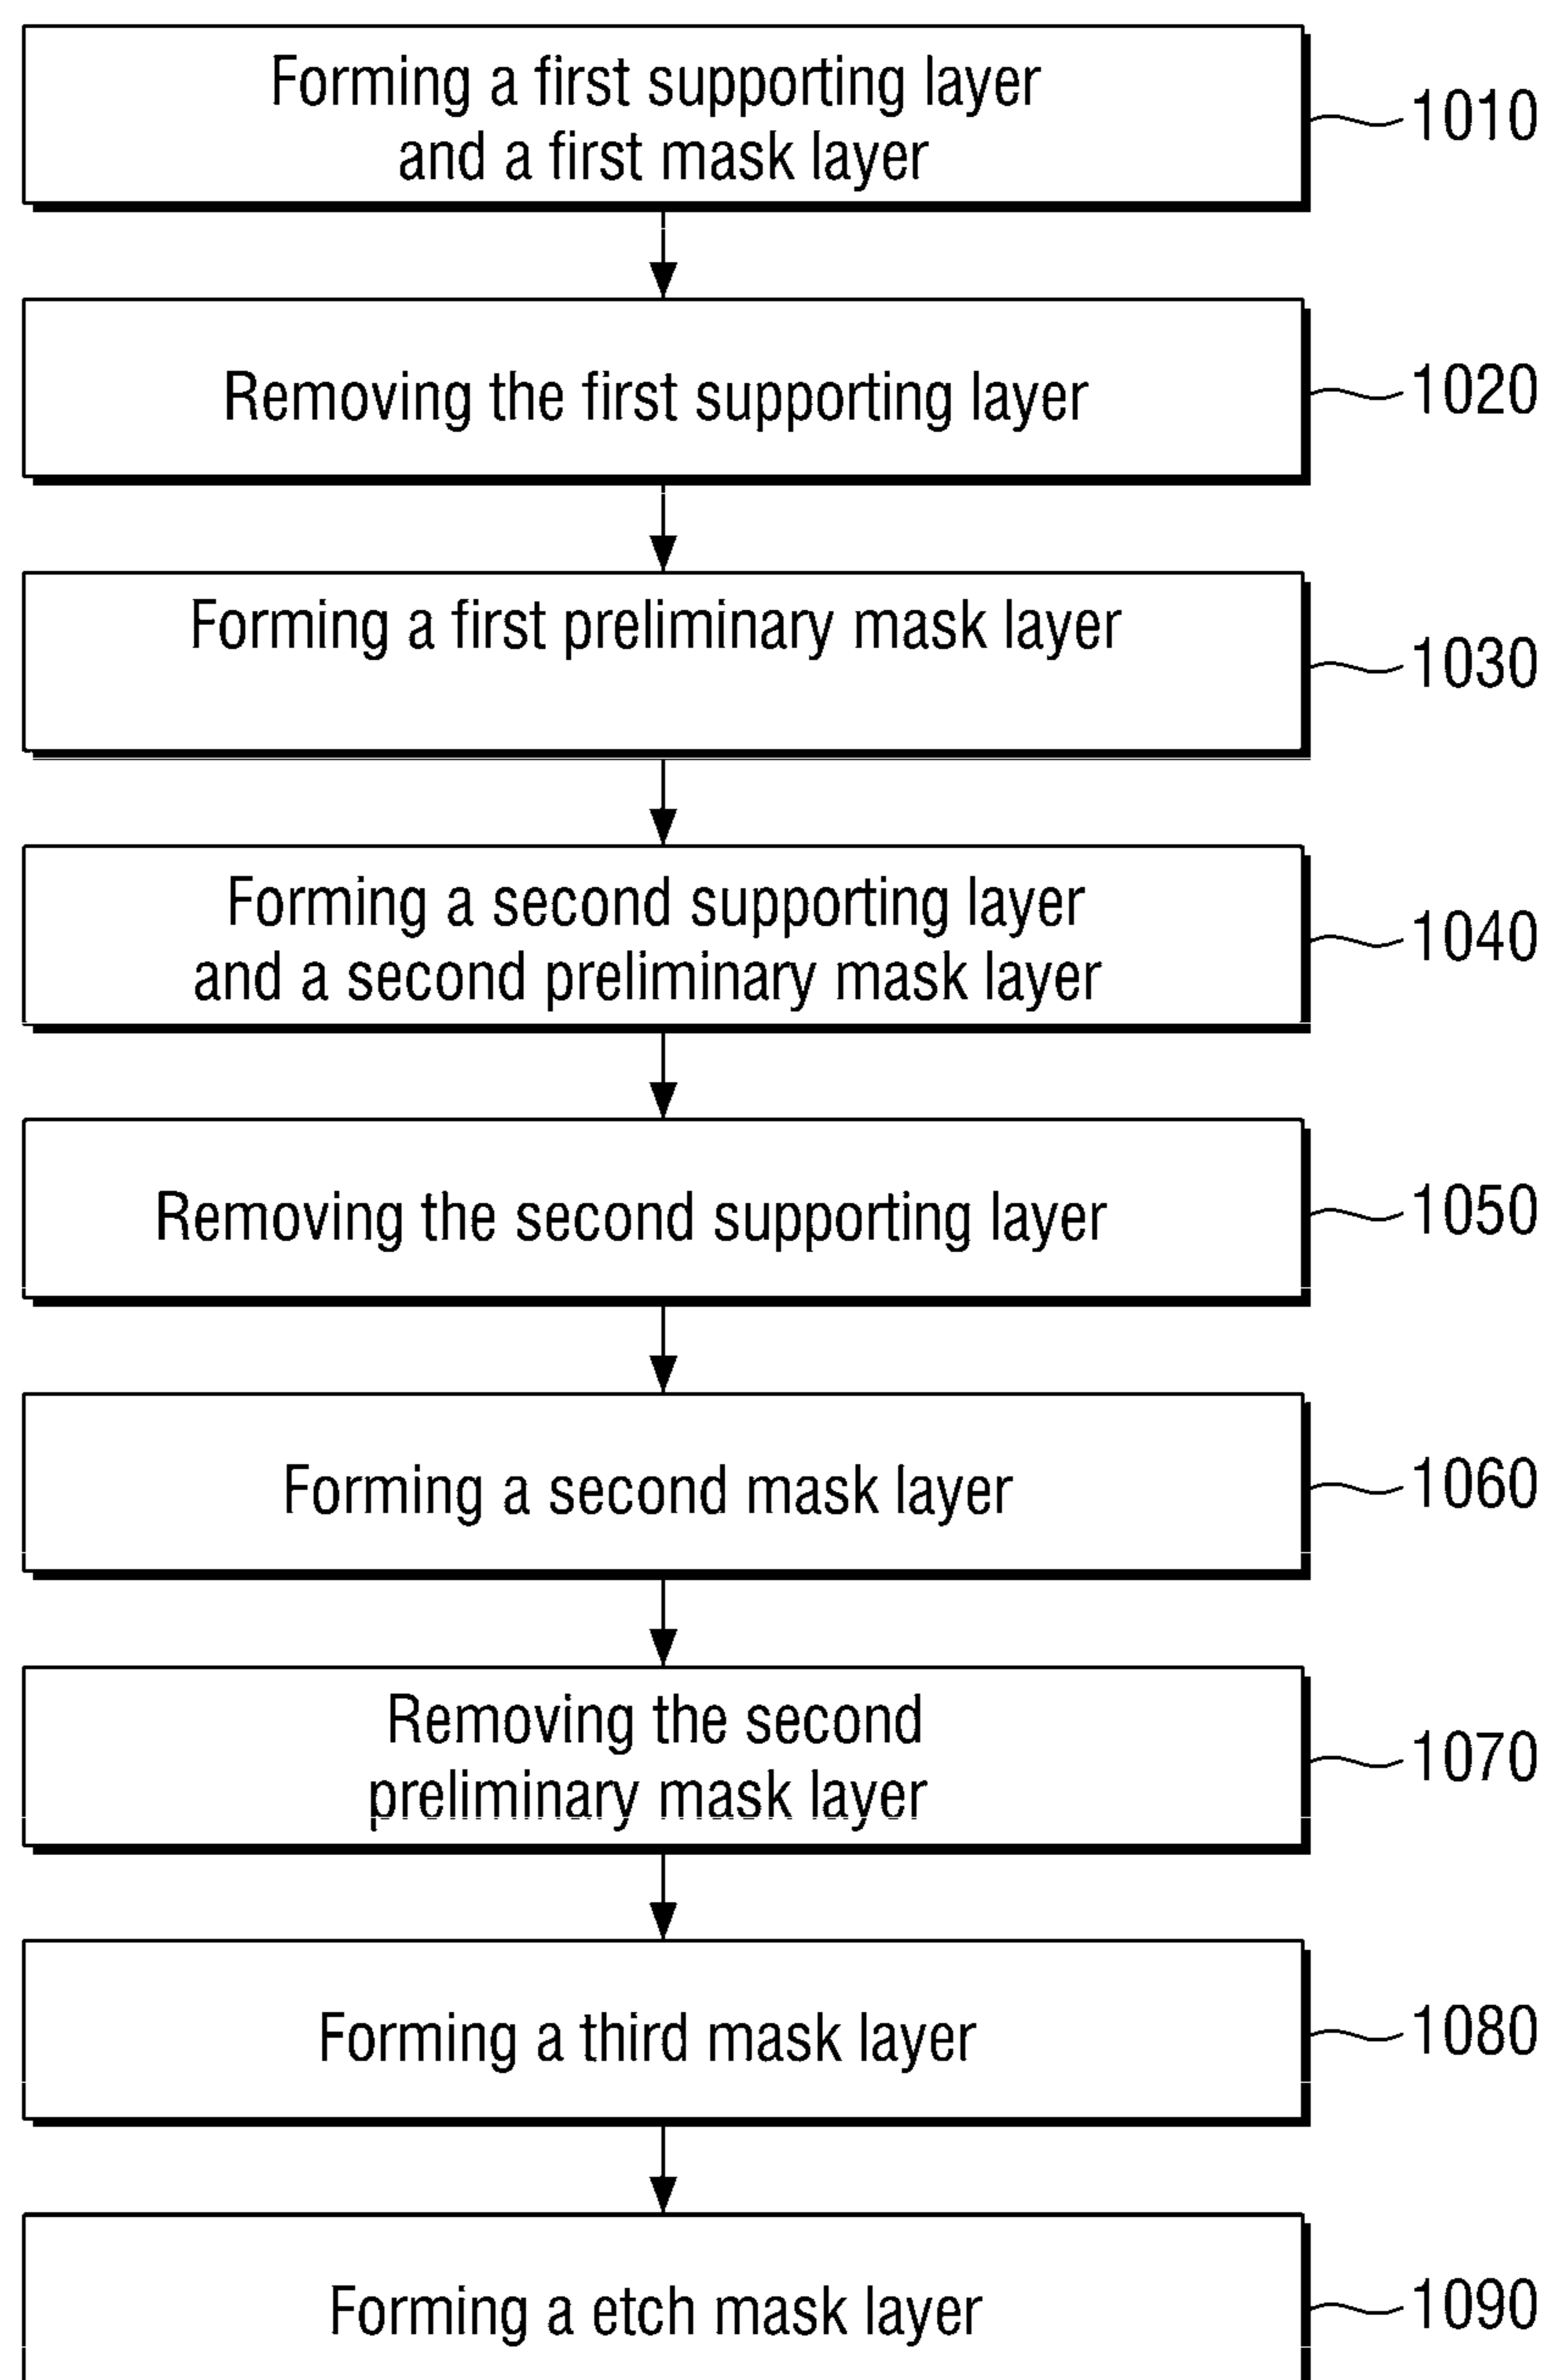 Forming a first supporting layer
and a first mask layer
1010
Removing the first supporting layer
1020
Forming a first preliminary mask layer
1030
Forming a second supporting layer
and a second preliminary mask layer
1040
Removing the second supporting layer
1050
Forming a second mask layer
1060
Removing the second
preliminary mask layer
1070
Forming a third mask layer
1080
Forming a etch mask layer
1090